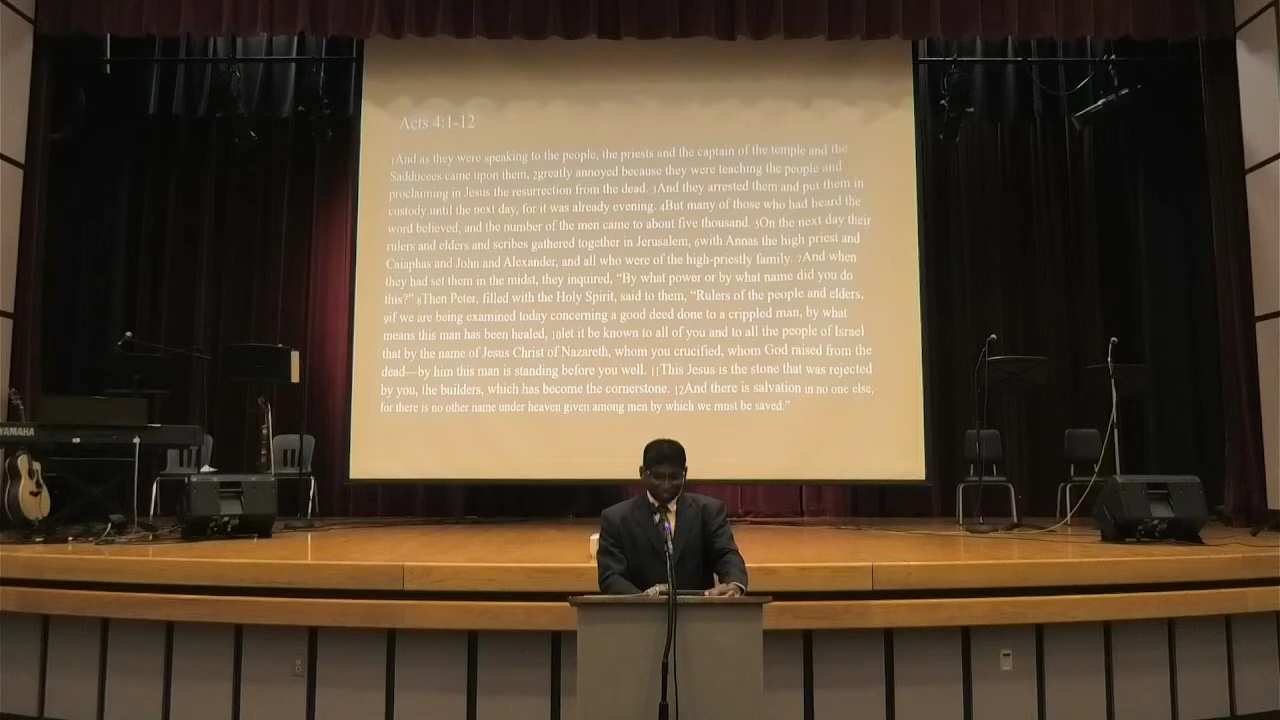 Acts 4:1-12
1And as they were speaking to the people, the priests and the captain of the temple and the
Sadducees came upon them, 2greatly annoyed because they were teaching the people and
proclaiming in Jesus the resurrection from the dead. 3And they arrested them and put them in
custody until the next day, for it was already evening. 4But many of those who had heard the
word believed, and the number of the men came to about five thousand. 5On the next day their
rulers and elders and scribes gathered together in Jerusalem, 6with Annas the high priest and
Caiaphas and John and Alexander, and all who were of the high-priestly family. 7And when
they had set them in the midst, they inquired, “By what power or by what name did you do
this?” 8Then Peter, filled with the Holy Spirit, said to them, “Rulers of the people and elders,
9if we are being examined today concerning a good deed done to a crippled man, by what
means this man has been healed, 10let it be known to all of you and to all the people of Israel
that by the name of Jesus Christ of Nazareth, whom you crucified, whom God raised from the
dead—by him this man is standing before you well. 11This Jesus is the stone that was rejected
by you, the builders, which has become the cornerstone. 12And there is salvation in no one else,
for there is no other name under heaven given among men by which we must be saved.”
YAMAHA